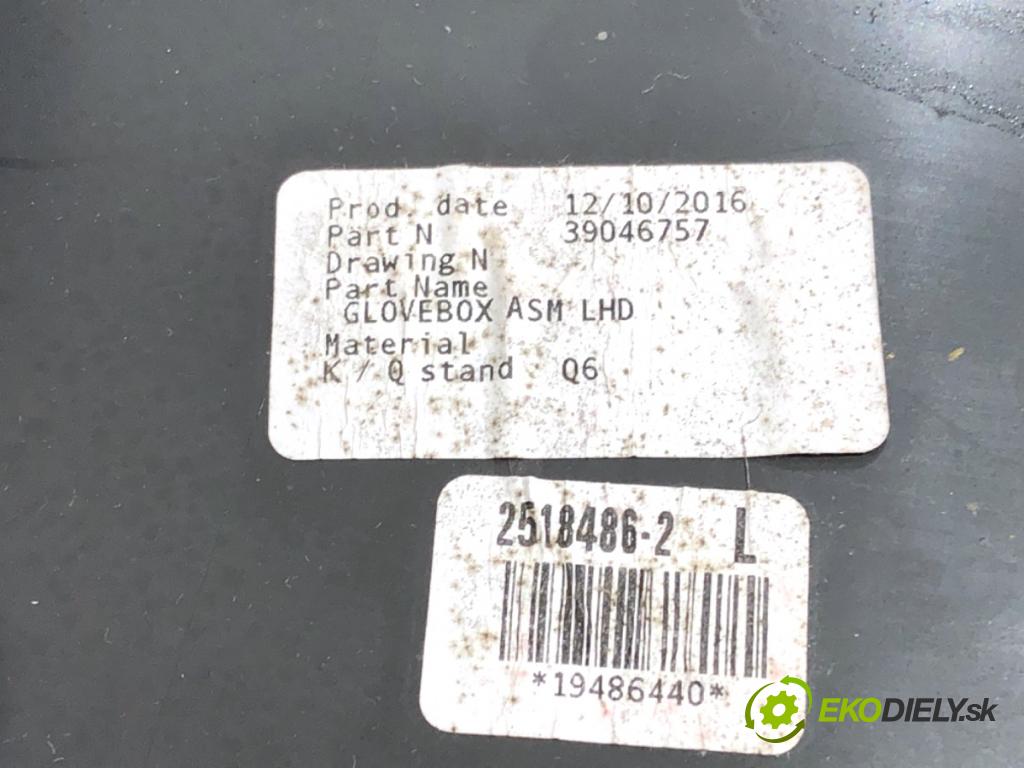 Prod. date 12/10/2016
Part N 39046757
Drawing N
Part Name
GLOVEBOX ASM LHD
Material
K / Q stand Q6
2518486-2 L
*19486440*
EKODIELY.sk